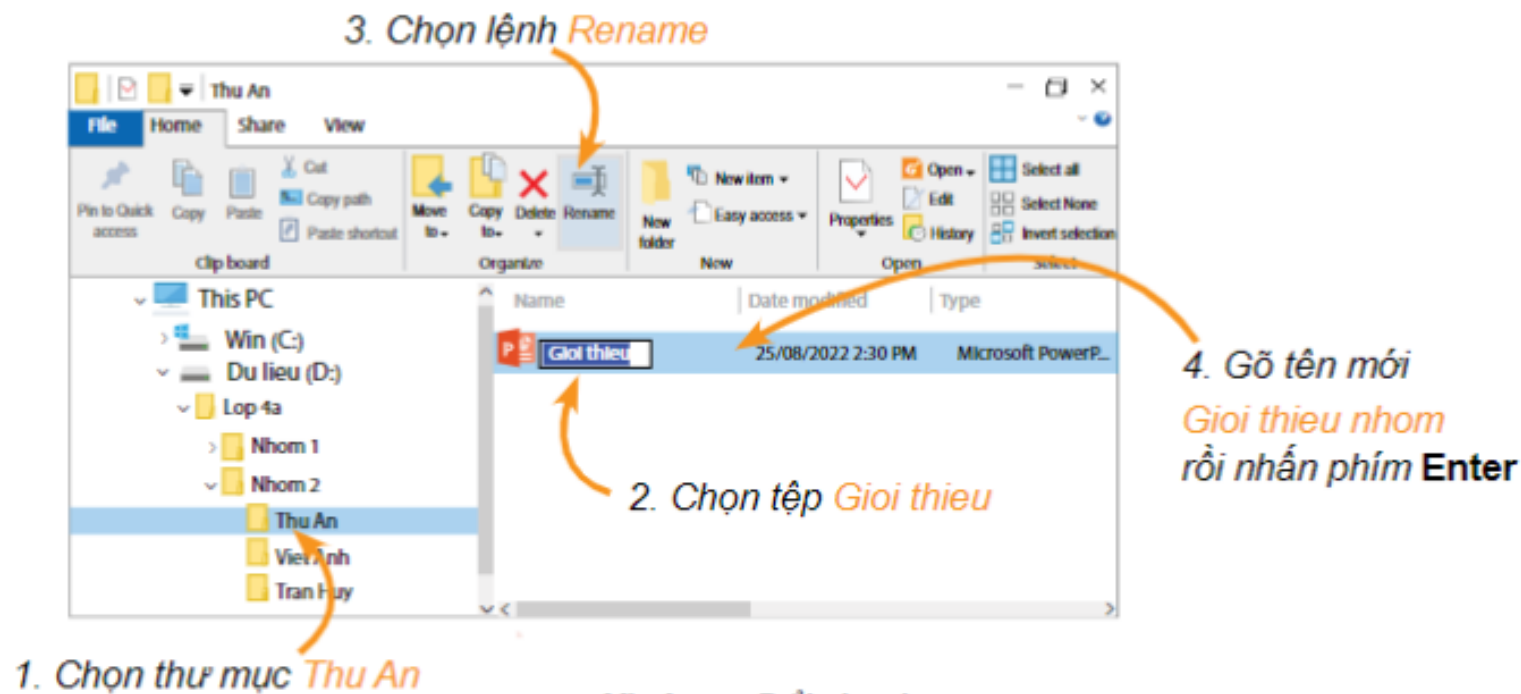 3. Chọn lệnh Rename
Thu An
File Home Share View
Pin to Quick access
Copy
Paste
Cut
Copy path
Paste shortcut
Clip board
Move to
Copy to
Delete
Rename
Organize
New folder
New item
Easy access
New
Properties
Open
Edit
History
Open
Select all
Select None
Invert selection
Select
This PC
Win (C:)
Du lieu (D:)
Lop 4a
Nhom 1
Nhom 2
Thu An
Viet Anh
Tran Huy
Name Date modified Type
Gioi thieu 25/08/2022 2:30 PM Microsoft PowerP...
2. Chọn tệp Gioi thieu
4. Gõ tên mới
Gioi thieu nhom
rồi nhấn phím Enter
1. Chọn thư mục Thu An